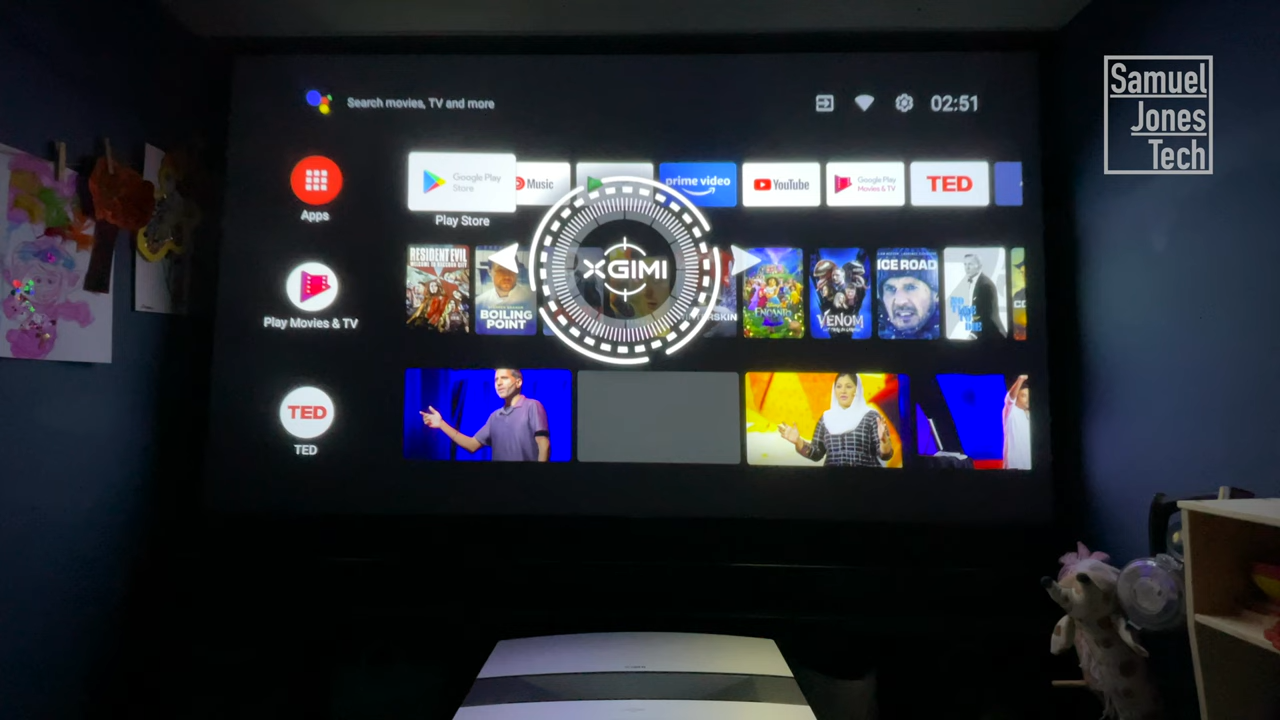 Samuel
Jones
Tech
Search movies, TV and more
02:51
Apps
Google Play
Store
Music
prime video
YouTube
Google Play
Movies & TV
TED
Play Store
Play Movies & TV
RESIDENT EVIL
BOILING
POINT
XGIMI
ENCANTO
VENOM
ICE ROAD
TED
TED